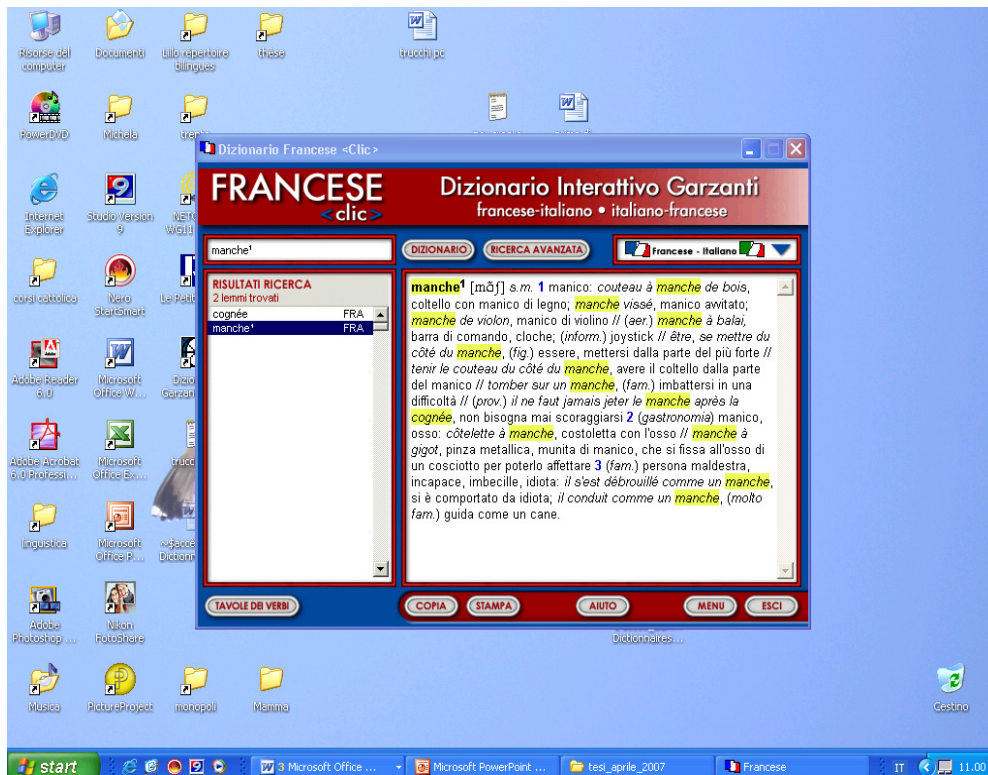 Risorse del
computer
Documenti
Lillo répertoire
bilingues
thèse
trucchi pc
PowerDVD
Michela
Internet
Explorer
Studio Version
9
WG11
corsi cattolica
Nero
StartSmart
Le Petit
Adobe Reader
6.0
Microsoft
Office W...
Dizio
Garzan
Adobe Acrobat
6.0 Professi...
Microsoft
Office Ex...
trucc
linguistica
Microsoft
Office P...
~$accè
Dictionn
Adobe
Photoshop ...
Nikon
FotoShare
Dictionnaires...
Musica
PictureProject
monopoli
Mamma
Cestino
Dizionario Francese <Clic>
FRANCESE
<clic>
Dizionario Interattivo Garzanti
francese-italiano • italiano-francese
manche¹
DIZIONARIO
RICERCA AVANZATA
Francese - Italiano
RISULTATI RICERCA
2 lemmi trovati
cognée FRA
manche¹ FRA
manche¹ [mɑ̃ʃ] s.m. 1 manico: couteau à manche de bois,
coltello con manico di legno; manche vissé, manico avvitato;
manche de violon, manico di violino // (aer.) manche à balai,
barra di comando, cloche; (inform.) joystick // être, se mettre du
côté du manche, (fig.) essere, mettersi dalla parte del più forte //
tenir le couteau du côté du manche, avere il coltello dalla parte
del manico // tomber sur un manche, (fam.) imbattersi in una
difficoltà // (prov.) il ne faut jamais jeter le manche après la
cognée, non bisogna mai scoraggiarsi 2 (gastronomia) manico,
osso: côtelette à manche, costoletta con l'osso // manche à
gigot, pinza metallica, munita di manico, che si fissa all'osso di
un cosciotto per poterlo affettare 3 (fam.) persona maldestra,
incapace, imbecille, idiota: il s'est débrouillé comme un manche,
si è comportato da idiota; il conduit comme un manche, (molto
fam.) guida come un cane.
TAVOLE DEI VERBI
COPIA
STAMPA
AIUTO
MENU
ESCI
start
3 Microsoft Office ...
Microsoft PowerPoint ...
tesi_aprile_2007
Francese
IT
11.00